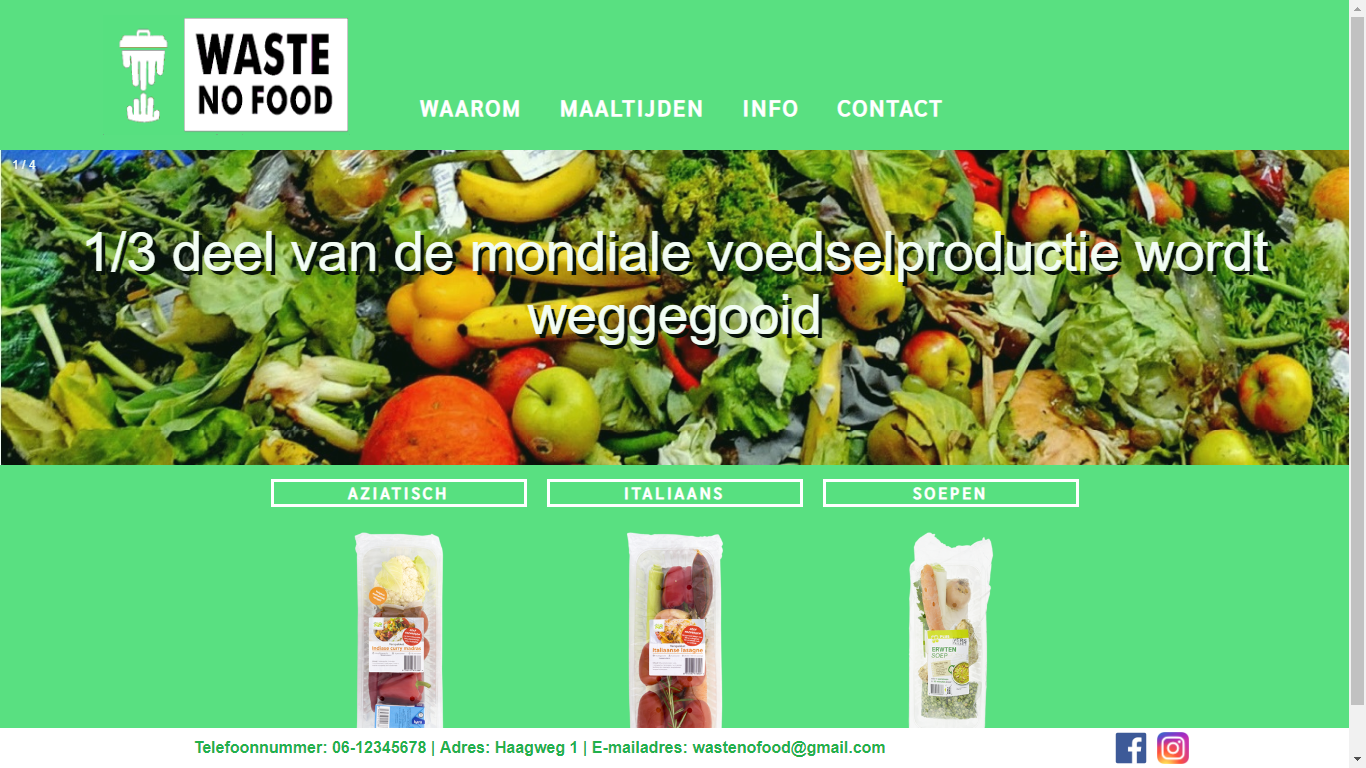 WASTE
NO FOOD
WAAROM MAALTIJDEN INFO CONTACT
1 / 4
1/3 deel van de mondiale voedselproductie wordt
weggegooid
AZIATISCH ITALIAANS SOEPEN
Indiase curry madras
Italiaanse lasagne
ERWTEN
SOEP
Telefoonnummer: 06-12345678 | Adres: Haagweg 1 | E-mailadres: wastenofood@gmail.com